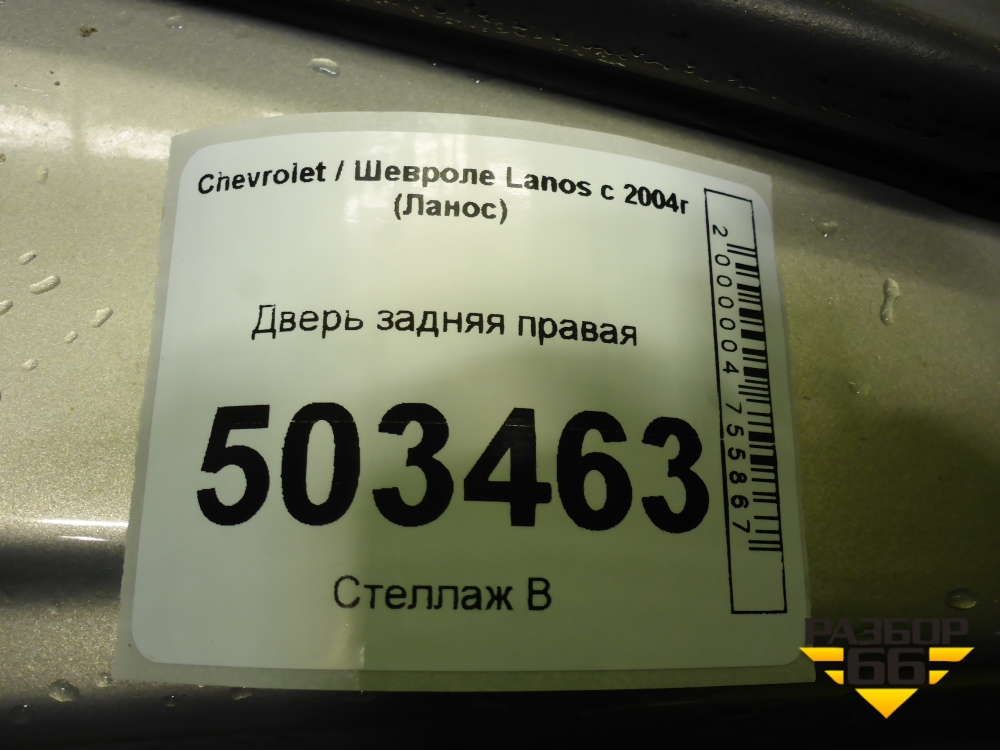 Chevrolet / Шевроле Lanos с 2004г
(Ланос)
Дверь задняя правая
503463
Стеллаж В
2000004755867
РАЗБОР
66